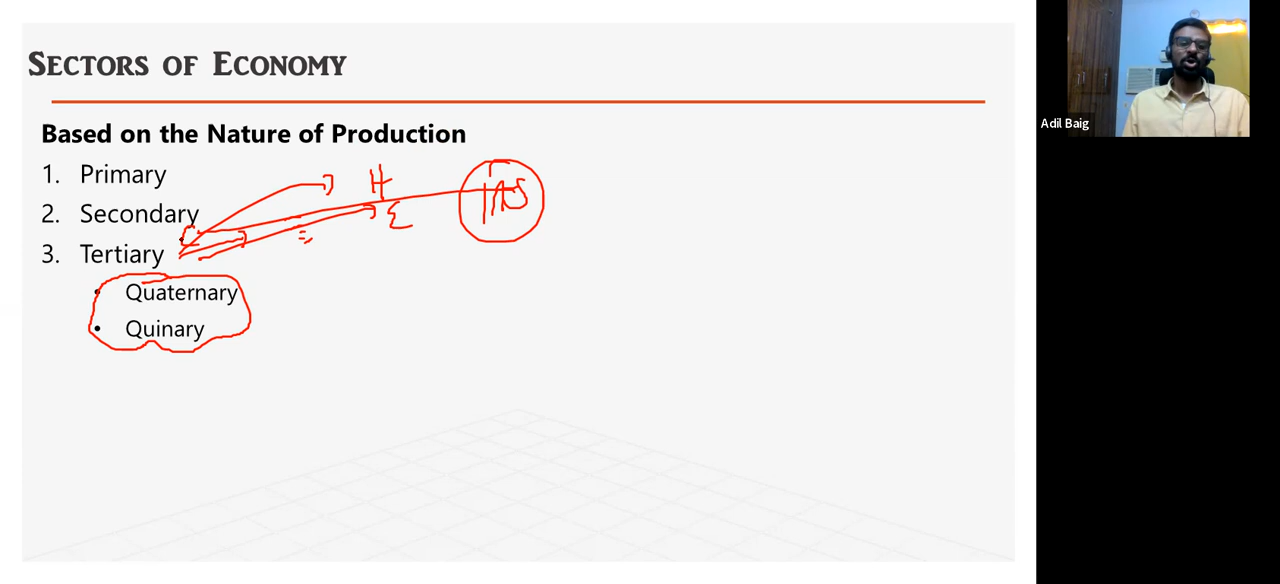 Sectors of Economy
Based on the Nature of Production
1. Primary
2. Secondary
3. Tertiary
• Quaternary
• Quinary
H
E
IAS
Adil Baig